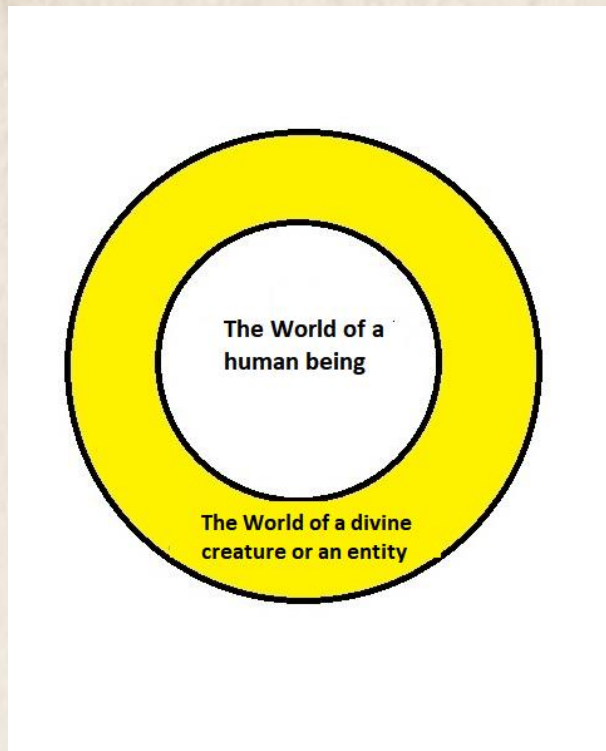 The World of a
human being
The World of a divine
creature or an entity